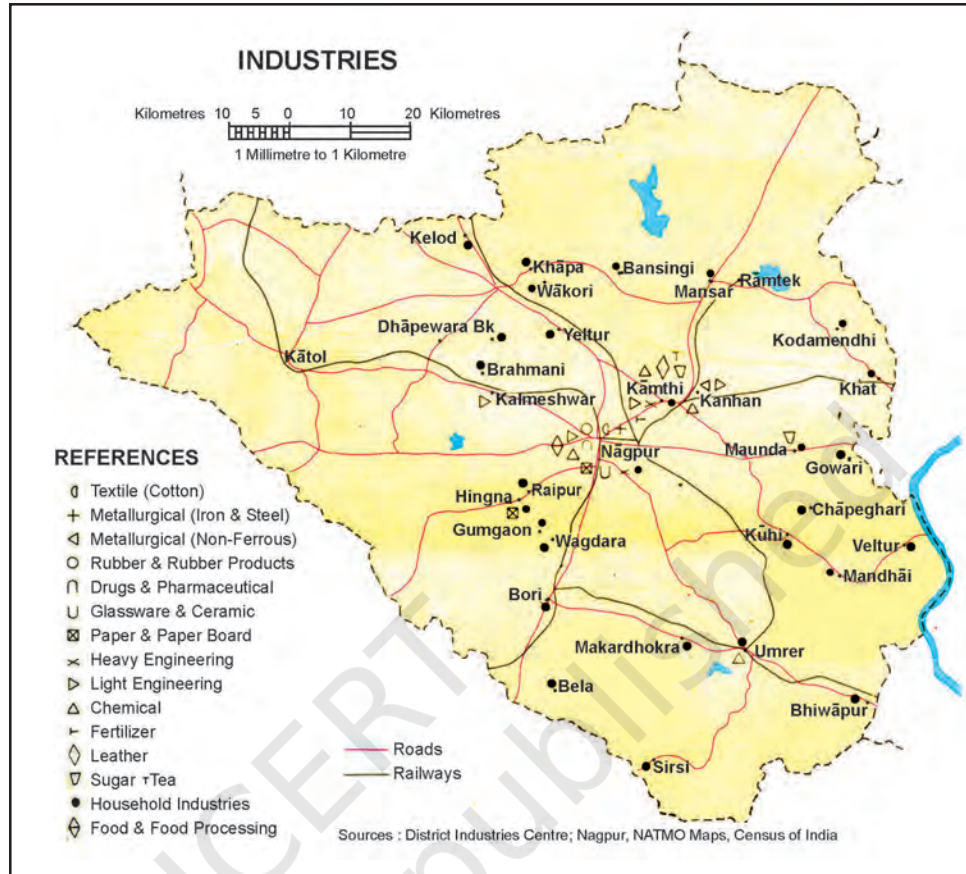 INDUSTRIES
Kilometres 10 5 0 10 20 Kilometres
1 Millimetre to 1 Kilometre
Kelod
Khāpa
Bansingi
Wākori
Mansar
Rāmtek
Dhāpewara Bk
Yeltur
Kodamendhi
Kātol
Brahmani
Kāmthi
Khat
Kalmeshwar
Kanhan
Nāgpur
Maunda
Gowari
Hingna
Raipur
Chāpeghari
Gumgaon
Wagdara
Kūhi
Veltur
Mandhāi
Bori
Makardhokra
Umrer
Bela
Bhiwāpur
Sirsi
REFERENCES
Textile (Cotton)
Metallurgical (Iron & Steel)
Metallurgical (Non-Ferrous)
Rubber & Rubber Products
Drugs & Pharmaceutical
Glassware & Ceramic
Paper & Paper Board
Heavy Engineering
Light Engineering
Chemical
Fertilizer
Leather
Sugar т Tea
Household Industries
Food & Food Processing
Roads
Railways
Sources : District Industries Centre; Nagpur, NATMO Maps, Census of India
NCERT
published